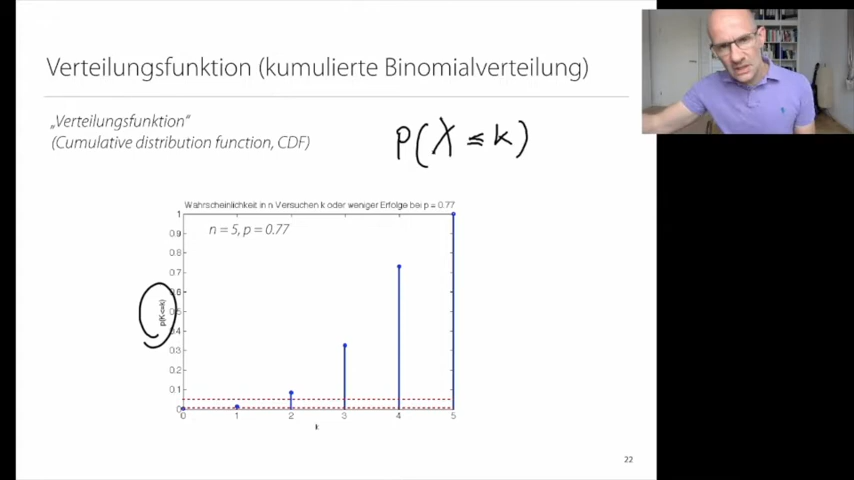 Verteilungsfunktion (kumulierte Binomialverteilung)
„Verteilungsfunktion“
(Cumulative distribution function, CDF)
P(X ≤ k)
Wahrscheinlichkeit in n Versuchen k oder weniger Erfolge bei p = 0.77
n = 5, p = 0.77
1
0.9
0.8
0.7
0.6
0.5
0.4
0.3
0.2
0.1
0
p(K<=k)
0 1 2 3 4 5
k
22